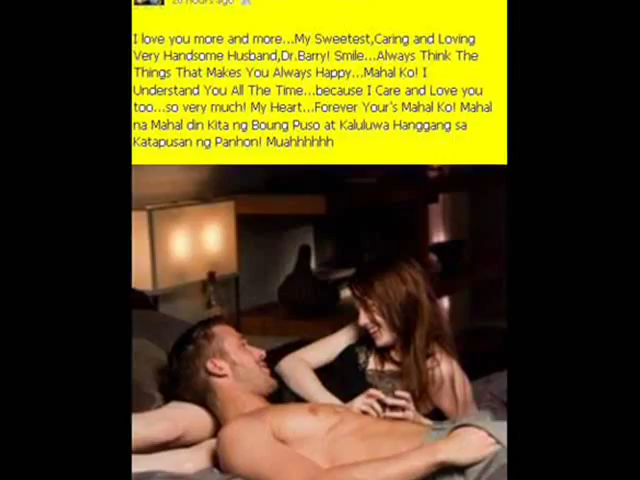 20 hours ago
I love you more and more...My Sweetest,Caring and Loving
Very Handsome Husband,Dr.Barry! Smile...Always Think The
Things That Makes You Always Happy...Mahal Ko! I
Understand You All The Time...because I Care and Love you
too...so very much! My Heart...Forever Your's Mahal Ko! Mahal
na Mahal din Kita ng Boung Puso at Kaluluwa Hanggang sa
Katapusan ng Panhon! Muahhhhhh